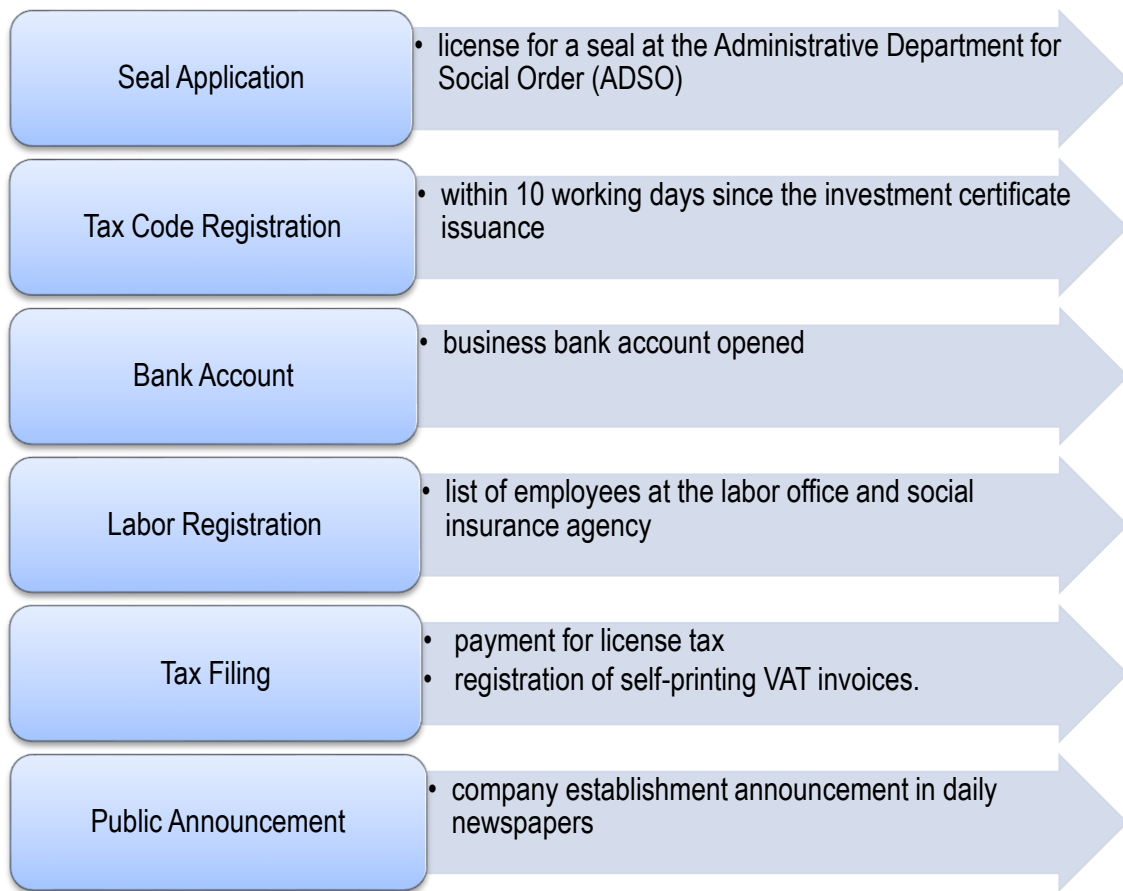 Seal Application
• license for a seal at the Administrative Department for
Social Order (ADSO)
Tax Code Registration
• within 10 working days since the investment certificate
issuance
Bank Account
• business bank account opened
Labor Registration
• list of employees at the labor office and social
insurance agency
Tax Filing
• payment for license tax
• registration of self-printing VAT invoices.
Public Announcement
• company establishment announcement in daily
newspapers